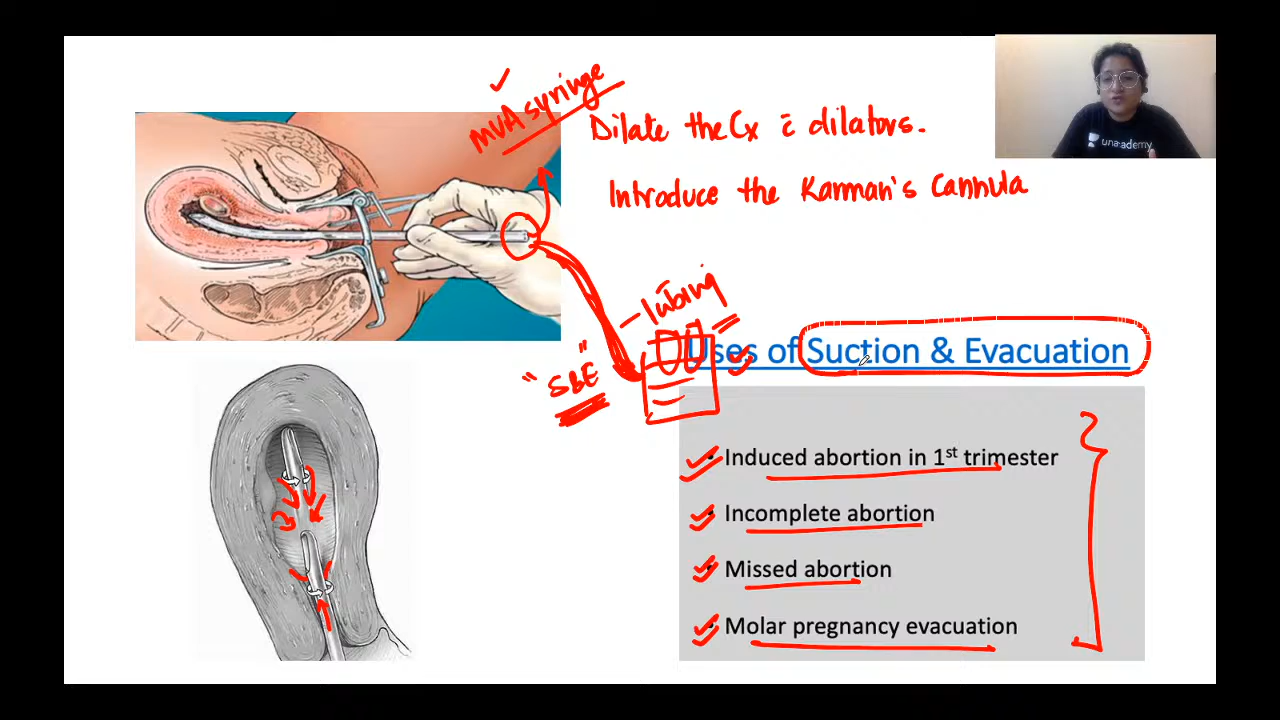 MVA syringe
Dilate the Cx c̄ dilators.
Introduce the Karman's Cannula
unacademy
- Tubing
Uses of Suction & Evacuation
"S&E"
• Induced abortion in 1st trimester
• Incomplete abortion
• Missed abortion
• Molar pregnancy evacuation